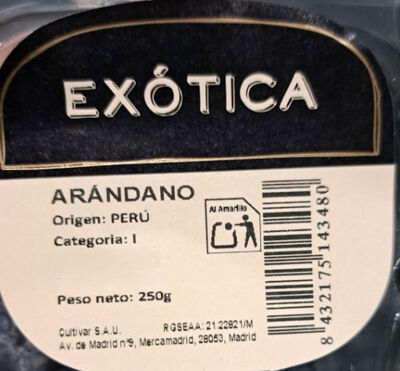 EXÓTICA
ARÁNDANO
Origen: PERÚ
Categoria: I
Al Amarillo
Peso neto: 250g
Cultivar S.A.U. RGSEAA: 21.22821/M
Av. de Madrid nº9, Mercamadrid, 28053, Madrid
8 432175 143480